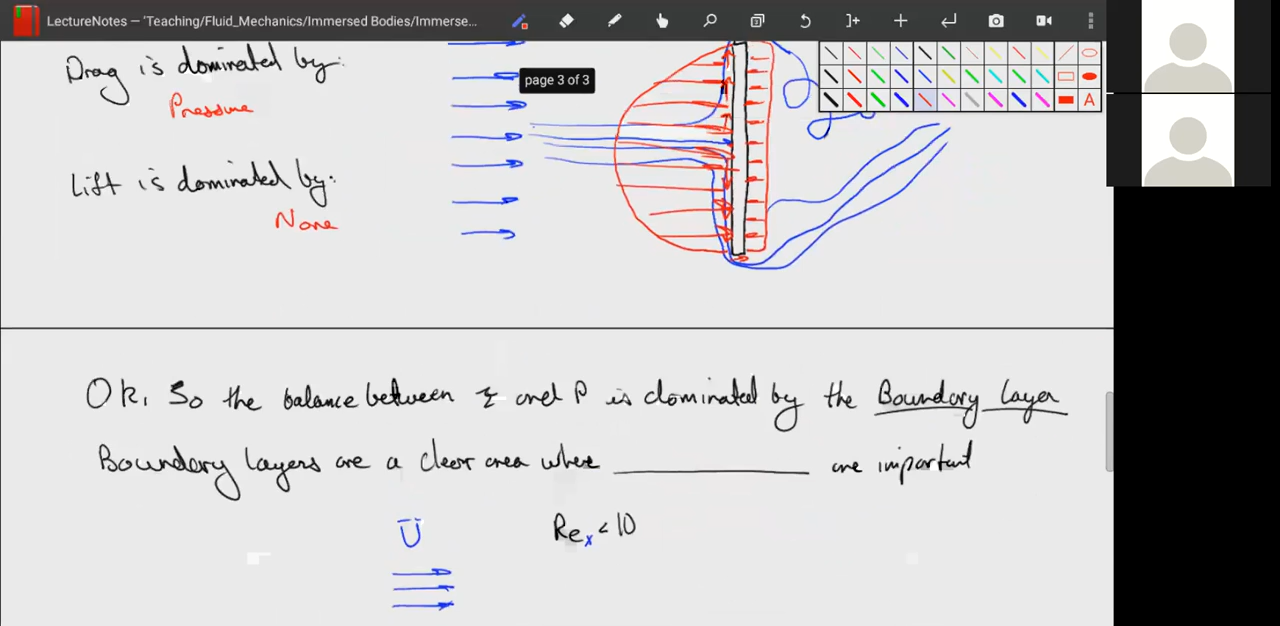 LectureNotes — 'Teaching/Fluid_Mechanics/Immersed Bodies/Immerse...
page 3 of 3
A
Drag is dominated by:
Pressure
Lift is dominated by:
None
Ok, So the balance between τ and P is dominated by the Boundary Layer
Boundary layers are a clear area where ____________ are important
Ū
Reₓ < 10